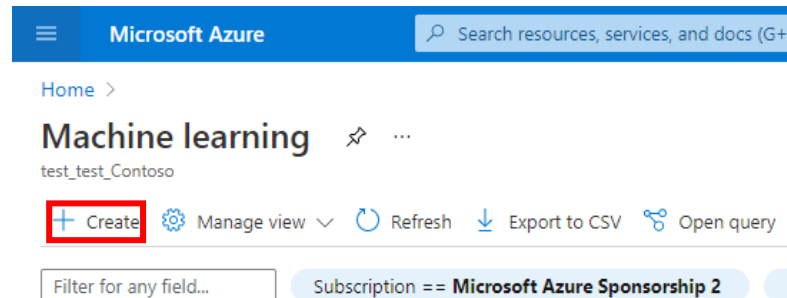 Microsoft Azure Search resources, services, and docs (G+
Home >
Machine learning ...
test_test_Contoso
+ Create Manage view Refresh Export to CSV Open query
Filter for any field... Subscription == Microsoft Azure Sponsorship 2